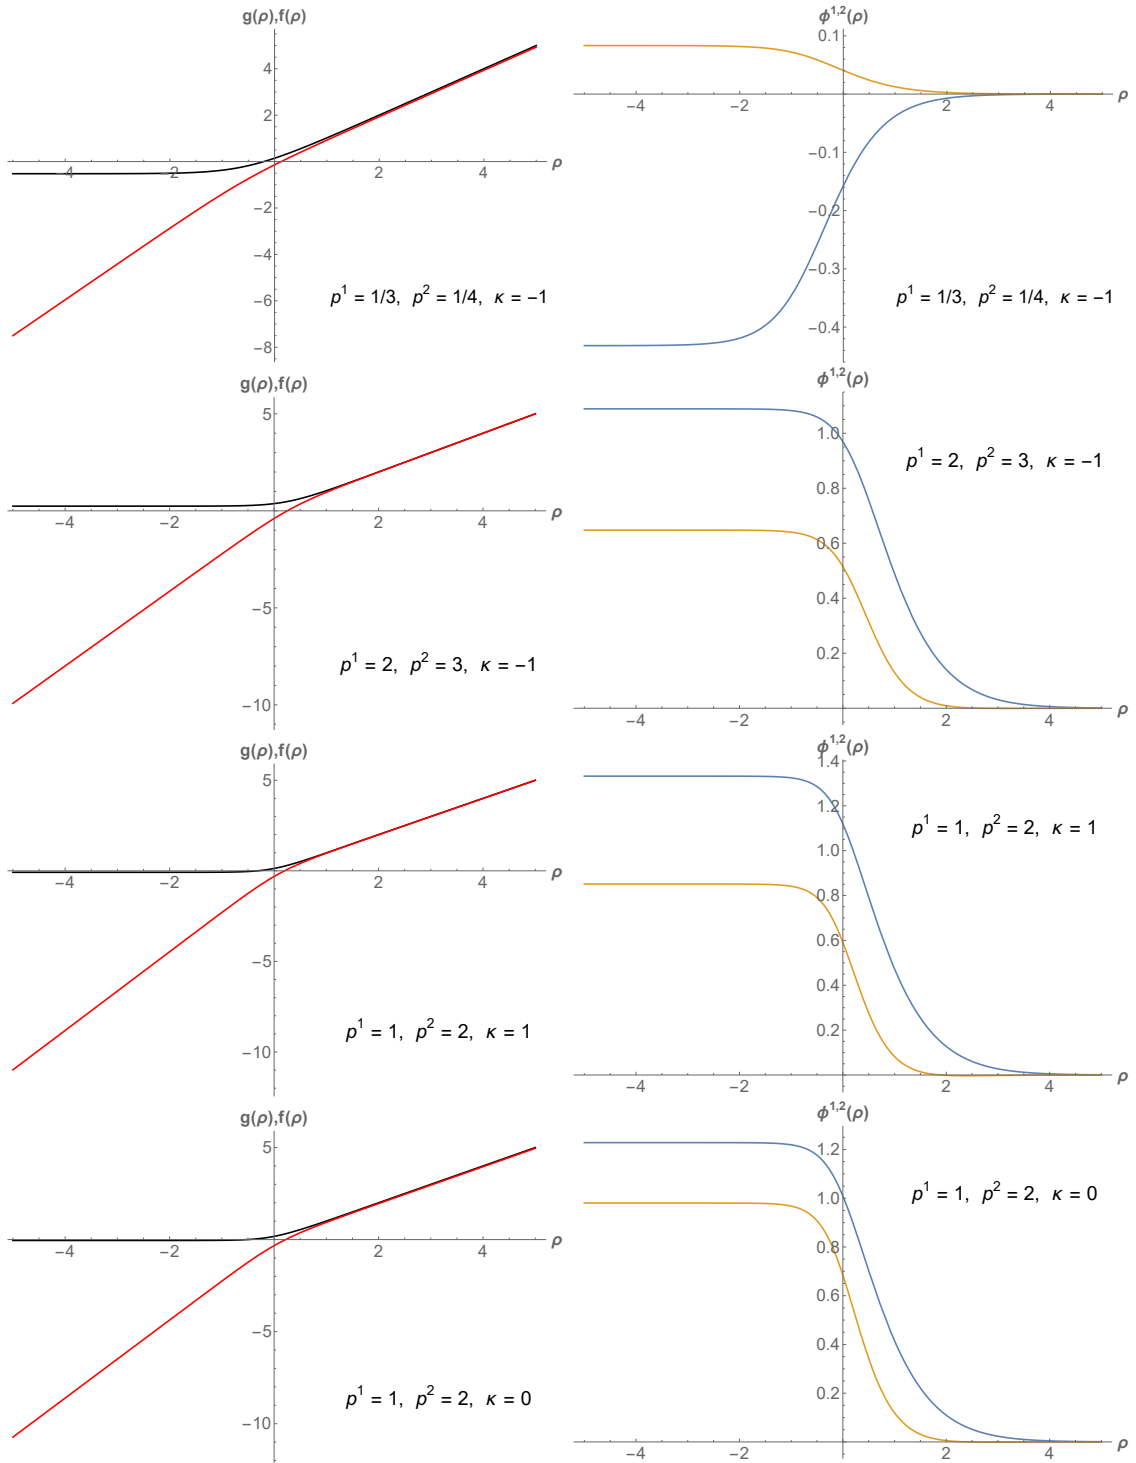 g(ρ),f(ρ)
4
2
-4 -2 2 4 ρ
-2
-4
-6
-8
p¹ = 1/3, p² = 1/4, κ = -1
ϕ¹,²(ρ)
0.1
-4 -2 2 4 ρ
-0.1
-0.2
-0.3
-0.4
p¹ = 1/3, p² = 1/4, κ = -1
g(ρ),f(ρ)
5
-4 -2 2 4 ρ
-5
-10
p¹ = 2, p² = 3, κ = -1
ϕ¹,²(ρ)
1.0
0.8
0.6
0.4
0.2
-4 -2 2 4 ρ
p¹ = 2, p² = 3, κ = -1
g(ρ),f(ρ)
5
-4 -2 2 4 ρ
-5
-10
p¹ = 1, p² = 2, κ = 1
ϕ¹,²(ρ)
1.4
1.2
1.0
0.8
0.6
0.4
0.2
-4 -2 2 4 ρ
p¹ = 1, p² = 2, κ = 1
g(ρ),f(ρ)
5
-4 -2 2 4 ρ
-5
-10
p¹ = 1, p² = 2, κ = 0
ϕ¹,²(ρ)
1.2
1.0
0.8
0.6
0.4
0.2
-4 -2 2 4 ρ
p¹ = 1, p² = 2, κ = 0